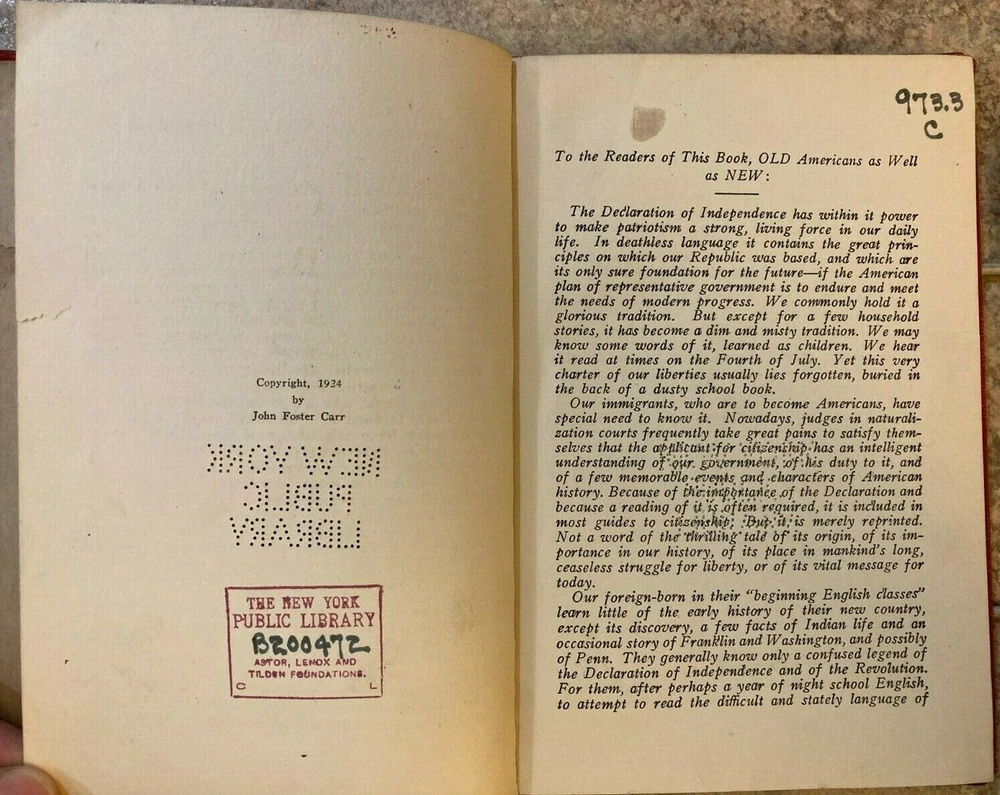 Copyright, 1924
by
John Foster Carr
NEW YORK
PUBLIC
LIBRARY
THE NEW YORK
PUBLIC LIBRARY
B200472
ASTOR, LENOX AND
TILDEN FOUNDATIONS.
C L
973.3
C
To the Readers of This Book, OLD Americans as Well
as NEW:
The Declaration of Independence has within it power
to make patriotism a strong, living force in our daily
life. In deathless language it contains the great prin-
ciples on which our Republic was based, and which are
its only sure foundation for the future—if the American
plan of representative government is to endure and meet
the needs of modern progress. We commonly hold it a
glorious tradition. But except for a few household
stories, it has become a dim and misty tradition. We may
know some words of it, learned as children. We hear
it read at times on the Fourth of July. Yet this very
charter of our liberties usually lies forgotten, buried in
the back of a dusty school book.
Our immigrants, who are to become Americans, have
special need to know it. Nowadays, judges in naturali-
zation courts frequently take great pains to satisfy them-
selves that the applicant for citizenship has an intelligent
understanding of our government, of his duty to it, and
of a few memorable events and characters of American
history. Because of the importance of the Declaration and
because a reading of it is often required, it is included in
most guides to citizenship; But it is merely reprinted.
Not a word of the thrilling tale of its origin, of its im-
portance in our history, of its place in mankind's long,
ceaseless struggle for liberty, or of its vital message for
today.
Our foreign-born in their "beginning English classes"
learn little of the early history of their new country,
except its discovery, a few facts of Indian life and an
occasional story of Franklin and Washington, and possibly
of Penn. They generally know only a confused legend of
the Declaration of Independence and of the Revolution.
For them, after perhaps a year of night school English,
to attempt to read the difficult and stately language of